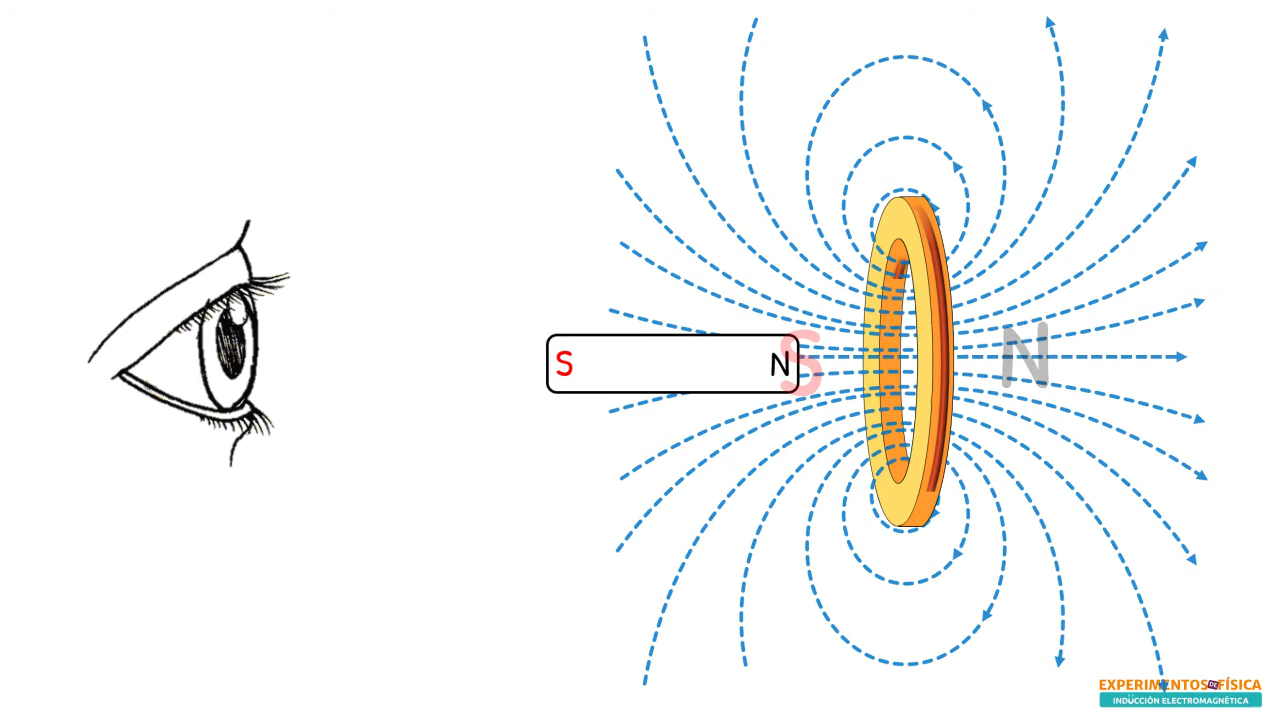 S N S N
EXPERIMENTOS DE FÍSICA
INDUCCIÓN ELECTROMAGNÉTICA